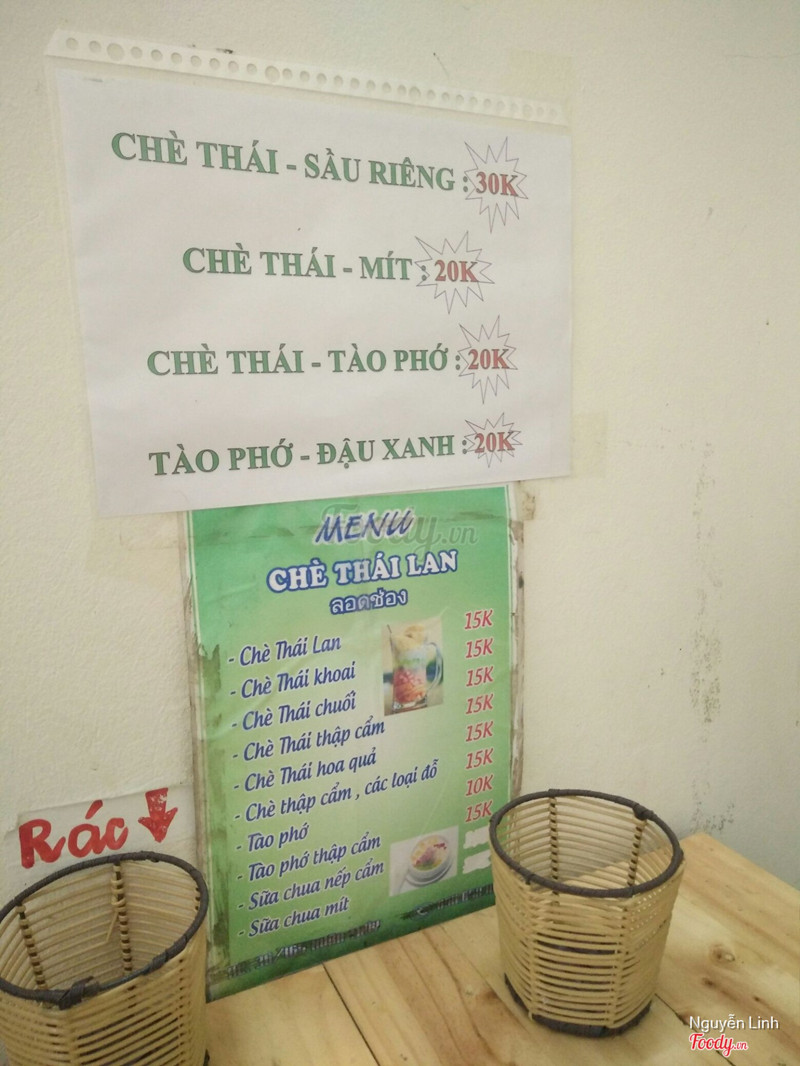 CHÈ THÁI - SẦU RIÊNG : 30K
CHÈ THÁI - MÍT : 20K
CHÈ THÁI - TÀO PHỚ : 20K
TÀO PHỚ - ĐẬU XANH : 20K
MENU
Foody.vn
CHÈ THÁI LAN
ลอดช่อง
- Chè Thái Lan 15K
- Chè Thái khoai 15K
- Chè Thái chuối 15K
- Chè Thái thập cẩm 15K
- Chè Thái hoa quả 15K
- Chè thập cẩm , các loại đỗ 15K
- Tào phớ 10K
- Tào phớ thập cẩm 15K
- Sữa chua nếp cẩm
- Sữa chua mít
Rác
Nguyễn Linh
Foody.vn